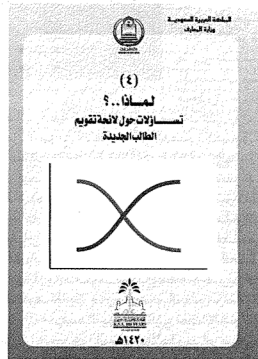 المملكة العربية السعودية
وزارة المعارف
(٤)
لماذا..؟
تساؤلات حول لائحة تقويم
الطالب الجديدة
١٤٢٠هـ